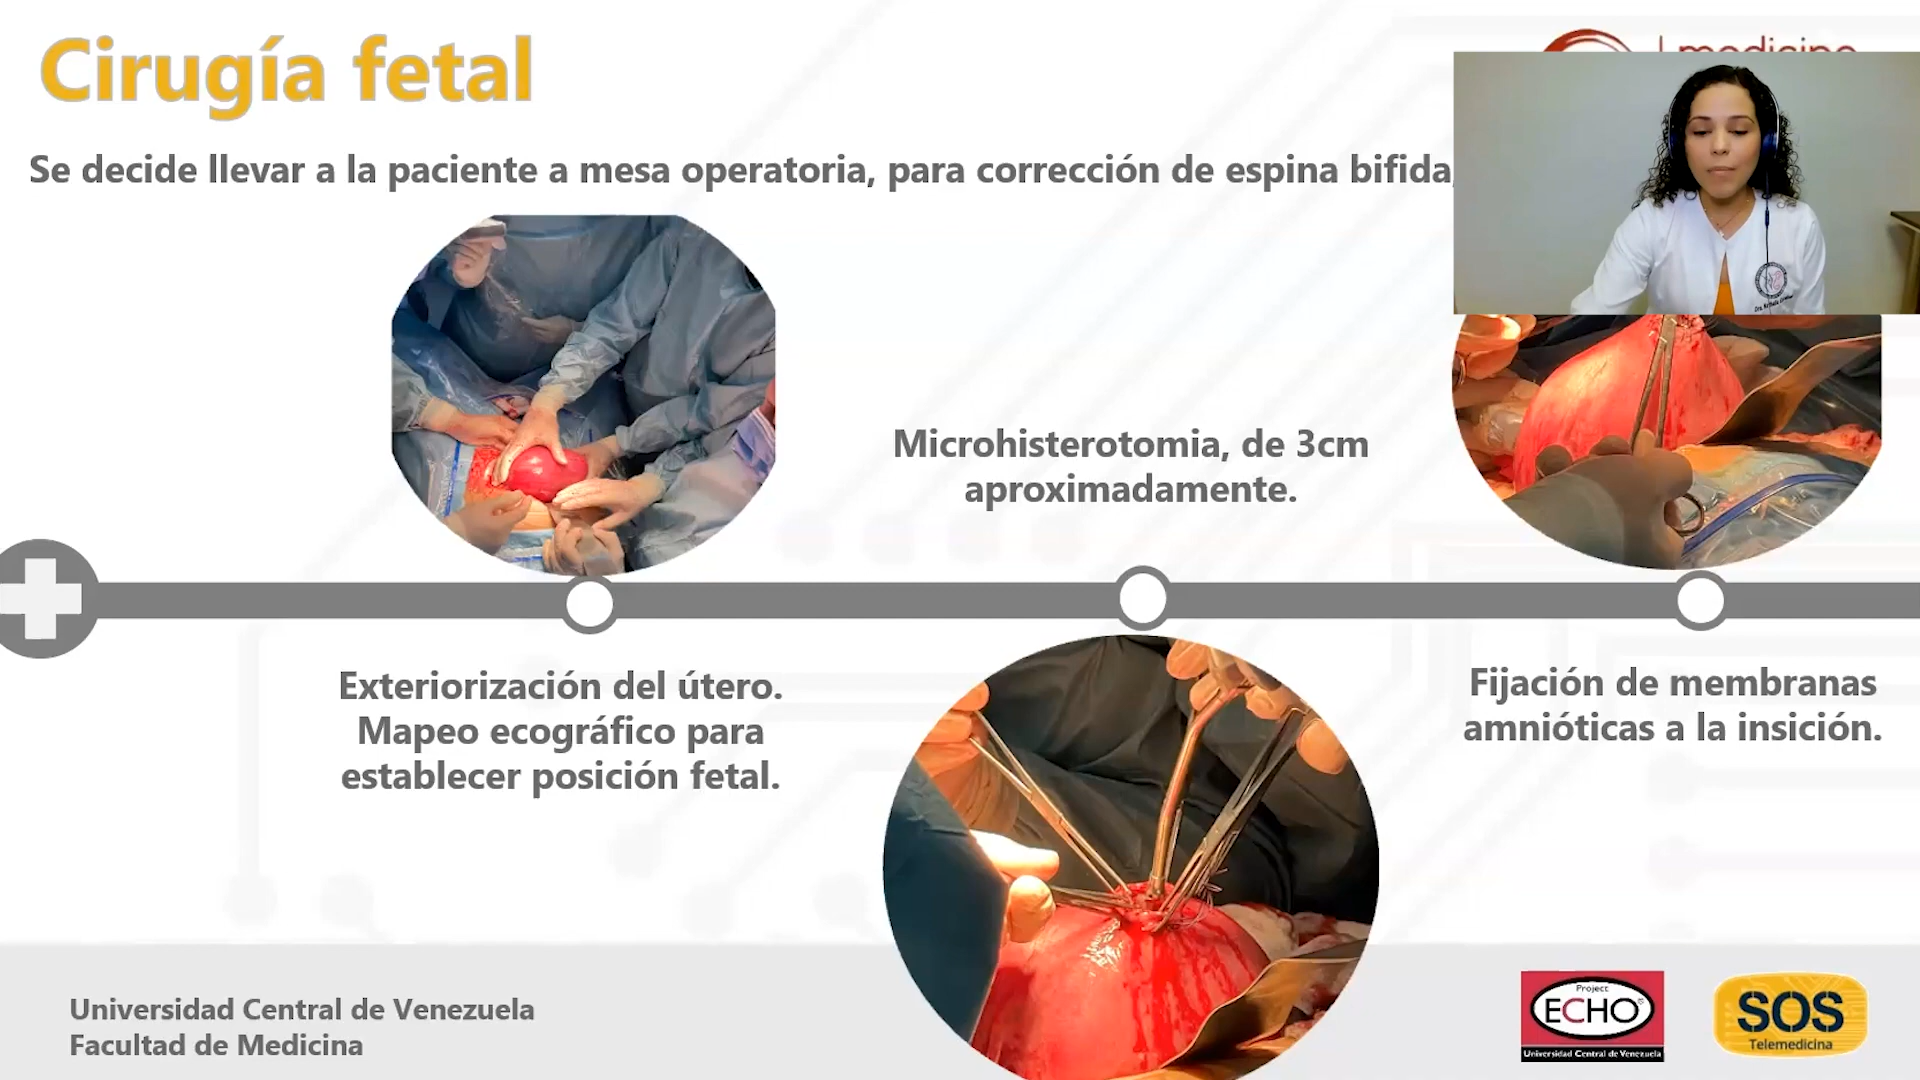 Cirugía fetal
medicine
Se decide llevar a la paciente a mesa operatoria, para corrección de espina bifida,
Microhisterotomia, de 3cm
aproximadamente.
Exteriorización del útero.
Mapeo ecográfico para
establecer posición fetal.
Fijación de membranas
amnióticas a la insición.
Universidad Central de Venezuela
Facultad de Medicina
Project
ECHO®
Universidad Central de Venezuela
SOS
Telemedicina